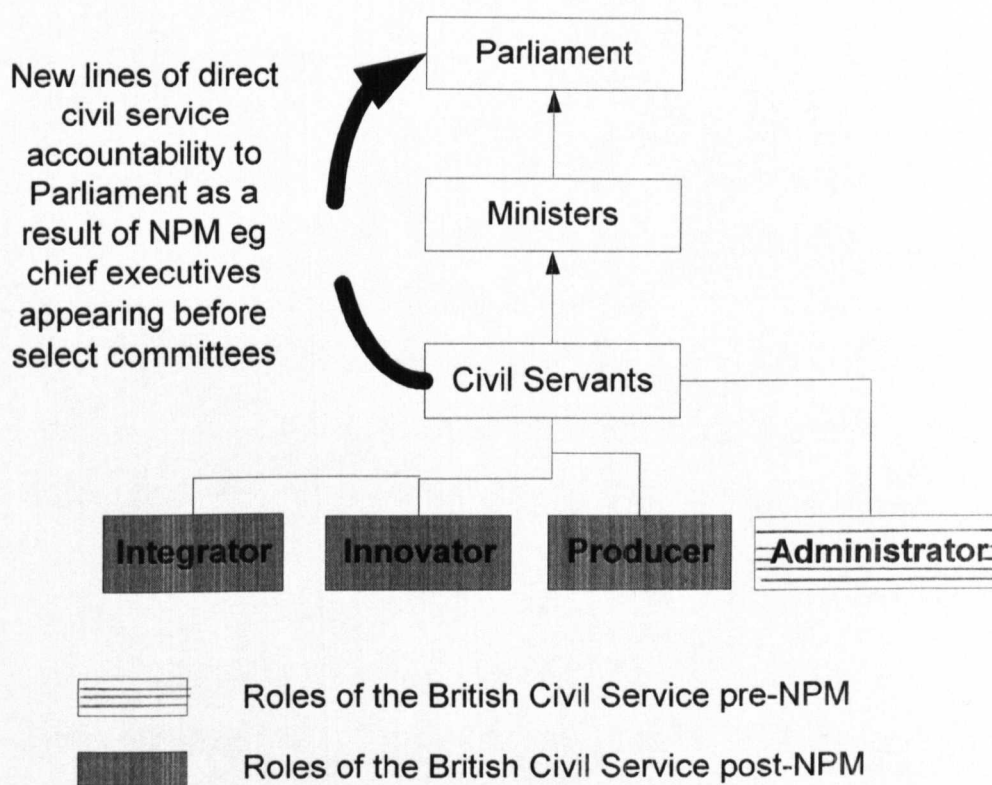 Parliament
New lines of direct
civil service
accountability to
Parliament as a
result of NPM eg
chief executives
appearing before
select committees
Ministers
Civil Servants
Integrator
Innovator
Producer
Administrator
Roles of the British Civil Service pre-NPM
Roles of the British Civil Service post-NPM